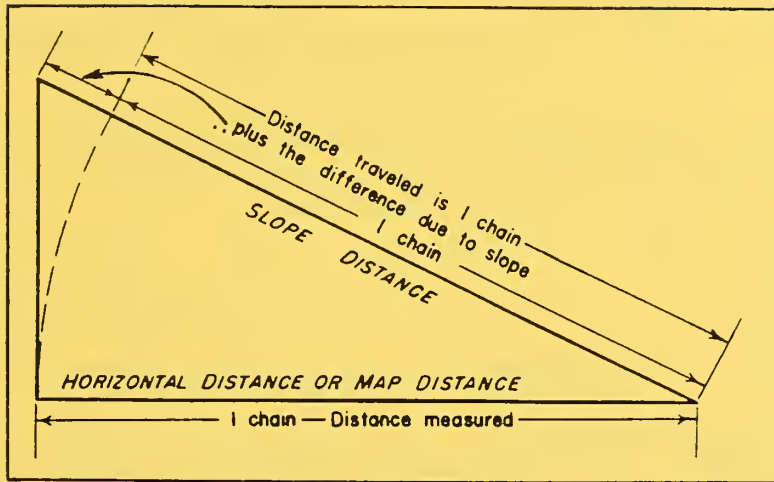 Distance traveled is 1 chain
∴ plus the difference due to slope
1 chain
SLOPE DISTANCE
HORIZONTAL DISTANCE OR MAP DISTANCE
1 chain — Distance measured